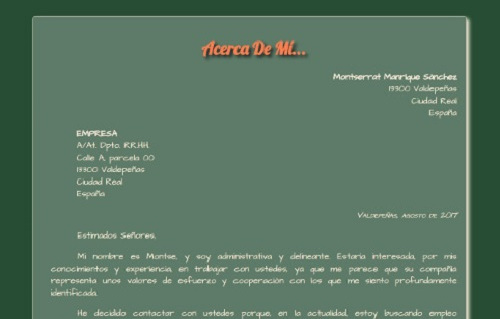 Acerca De Mí...
Montserrat Manrique Sánchez
13300 Valdepeñas
Ciudad Real
España
EMPRESA
A/At. Dpto. RR.HH.
Calle A, parcela 00
13300 Valdepeñas
Ciudad Real
España
Valdepeñas, agosto de 2017
Estimados Señores:
Mi nombre es Montse, y soy administrativa y delineante. Estaría interesada, por mis
conocimientos y experiencia, en trabajar con ustedes, ya que me parece que su compañía
representa unos valores de esfuerzo y cooperación con los que me siento profundamente
identificada.
He decidido contactar con ustedes porque, en la actualidad, estoy buscando empleo